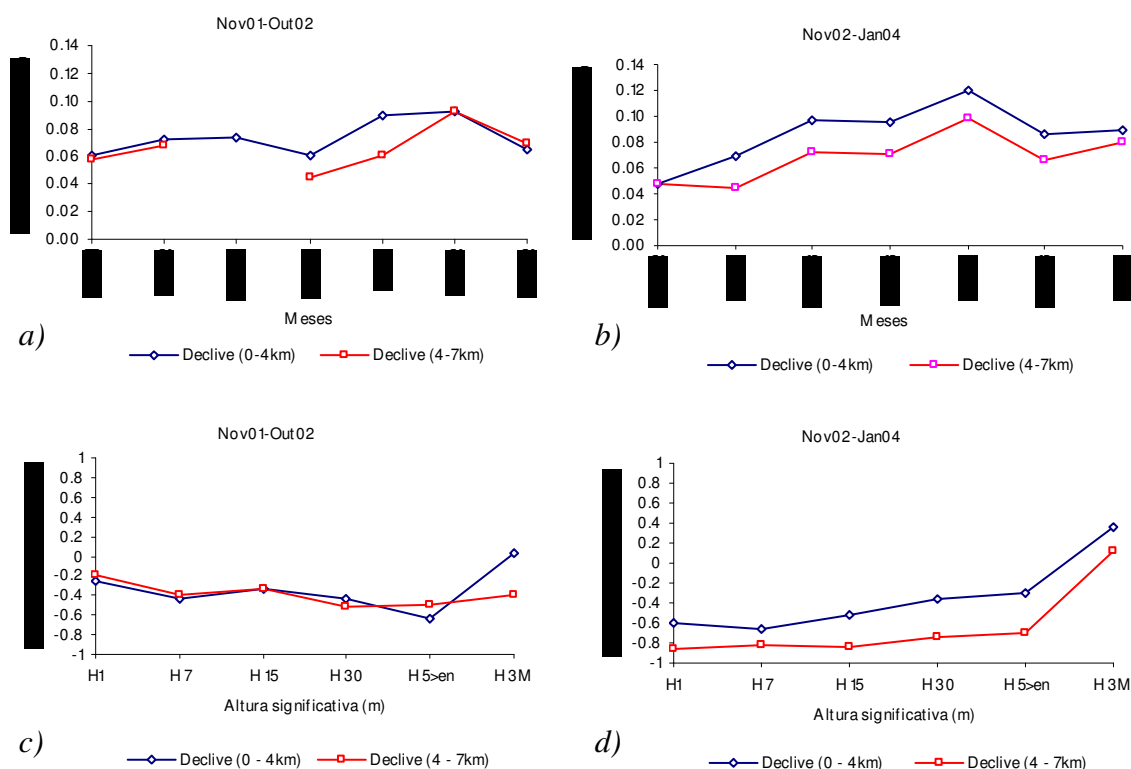 Nov01-Out02
0.14
0.12
0.10
0.08
0.06
0.04
0.02
0.00
Meses
a)
Declive (0-4km) Declive (4-7km)
Nov02-Jan04
0.14
0.12
0.10
0.08
0.06
0.04
0.02
0.00
Meses
b)
Declive (0-4km) Declive (4-7km)
Nov01-Out02
1
0.8
0.6
0.4
0.2
0
-0.2
-0.4
-0.6
-0.8
-1
H1 H7 H15 H30 H5>en H3M
Altura significativa (m)
c)
Declive (0 - 4km) Declive (4 - 7km)
Nov02-Jan04
1
0.8
0.6
0.4
0.2
0
-0.2
-0.4
-0.6
-0.8
-1
H1 H7 H15 H30 H5>en H3M
Altura significativa (m)
d)
Declive (0 - 4km) Declive (4 - 7km)